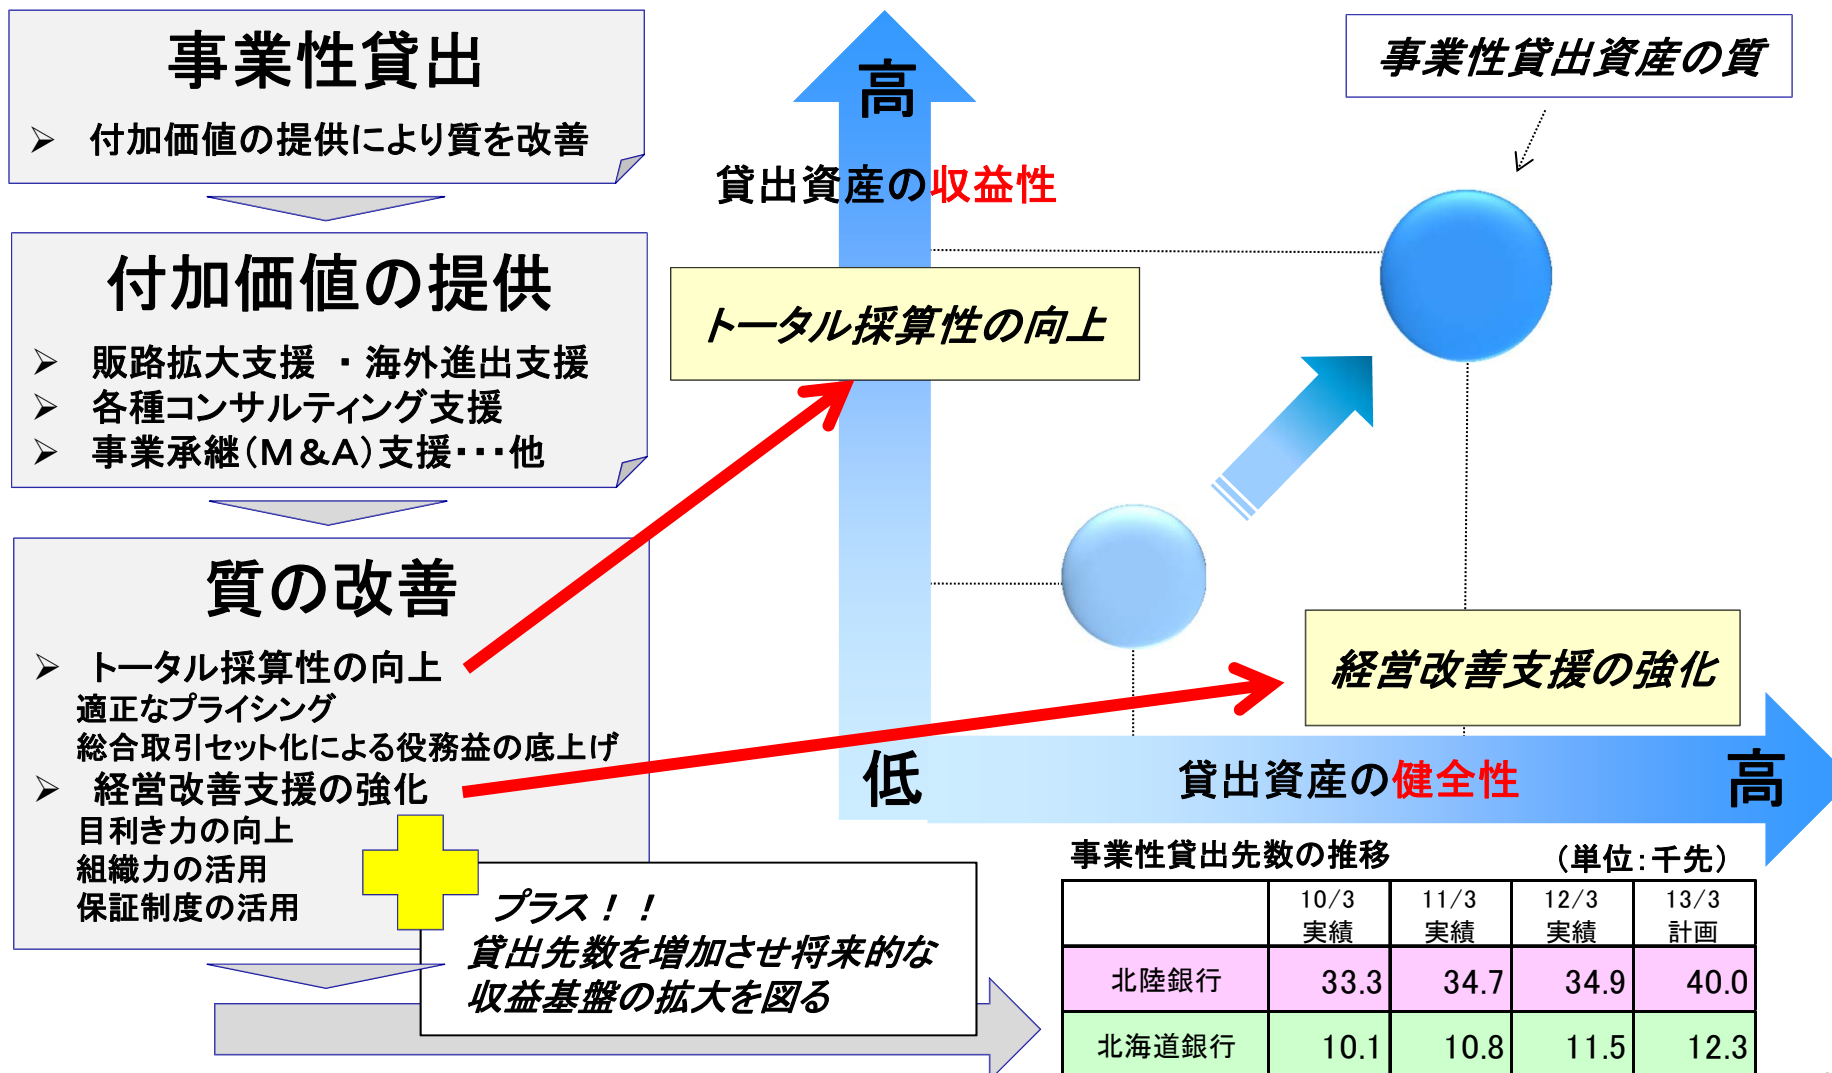 事業性貸出
➢ 付加価値の提供により質を改善
付加価値の提供
➢ 販路拡大支援 ・ 海外進出支援
➢ 各種コンサルティング支援
➢ 事業承継（M＆A）支援・・・他
質の改善
➢ トータル採算性の向上
適正なプライシング
総合取引セット化による役務益の底上げ
➢ 経営改善支援の強化
目利き力の向上
組織力の活用
保証制度の活用
プラス！！
貸出先数を増加させ将来的な
収益基盤の拡大を図る
高
貸出資産の収益性
トータル採算性の向上
事業性貸出資産の質
経営改善支援の強化
低
貸出資産の健全性
高
事業性貸出先数の推移 （単位：千先）
10/3 11/3 12/3 13/3
実績 実績 実績 計画
北陸銀行 33.3 34.7 34.9 40.0
北海道銀行 10.1 10.8 11.5 12.3